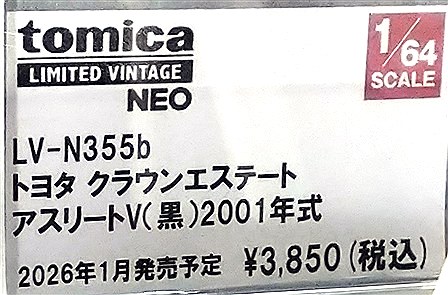 tomica
LIMITED VINTAGE
NEO
1/64
SCALE
LV-N355b
トヨタ クラウンエステート
アスリートV(黒)2001年式
2026年1月発売予定 ¥3,850(税込)